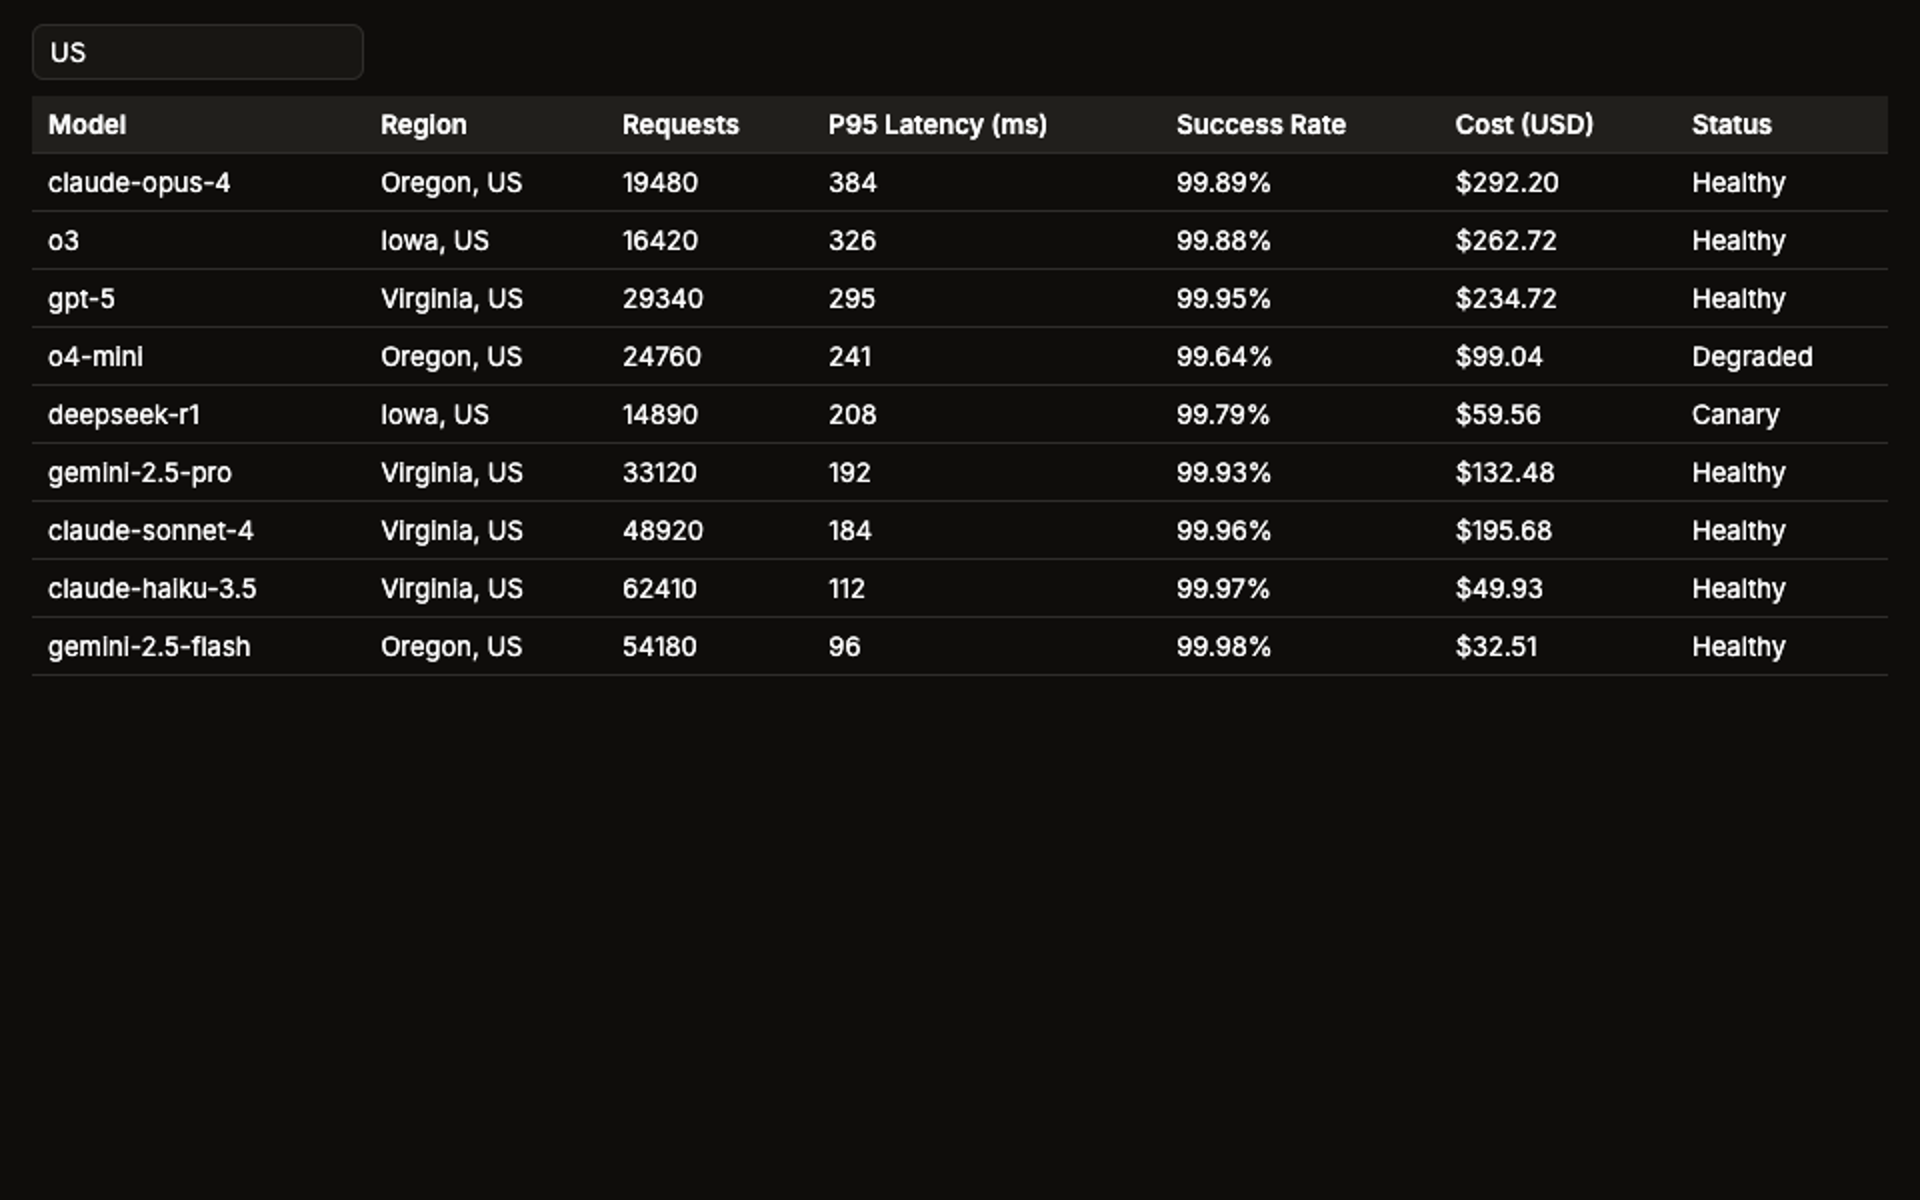 US
Model Region Requests P95 Latency (ms) Success Rate Cost (USD) Status
claude-opus-4 Oregon, US 19480 384 99.89% $292.20 Healthy
o3 Iowa, US 16420 326 99.88% $262.72 Healthy
gpt-5 Virginia, US 29340 295 99.95% $234.72 Healthy
o4-mini Oregon, US 24760 241 99.64% $99.04 Degraded
deepseek-r1 Iowa, US 14890 208 99.79% $59.56 Canary
gemini-2.5-pro Virginia, US 33120 192 99.93% $132.48 Healthy
claude-sonnet-4 Virginia, US 48920 184 99.96% $195.68 Healthy
claude-haiku-3.5 Virginia, US 62410 112 99.97% $49.93 Healthy
gemini-2.5-flash Oregon, US 54180 96 99.98% $32.51 Healthy